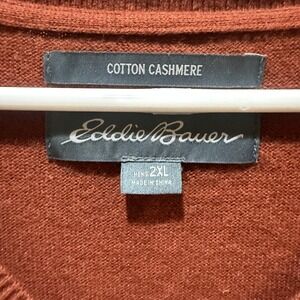 COTTON CASHMERE
Eddie Bauer
MENS 2XL
MADE IN CHINA